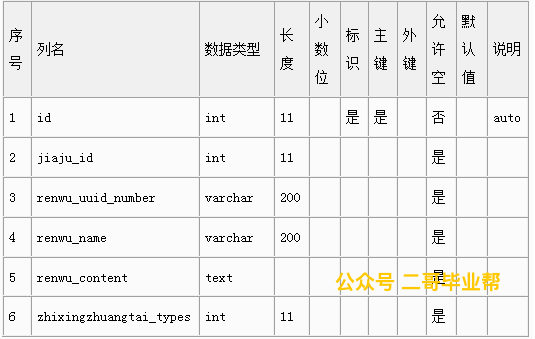 序号 列名 数据类型 长度 小数位 标识 主键 外键 允许空 默认值 说明
1 id int 11 是 是 否 auto
2 jiaju_id int 11 是
3 renwu_uuid_number varchar 200 是
4 renwu_name varchar 200 是
5 renwu_content text 是
公众号 二哥毕业帮
6 zhixingzhuangtai_types int 11 是